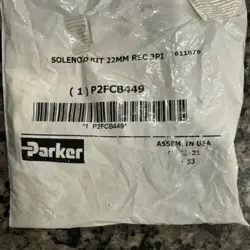 SOLENOID KIT 22MM REC 3PI 611676
(1)P2FCB449
*1 P2FCB449*
Parker
ASSEM. IN USA